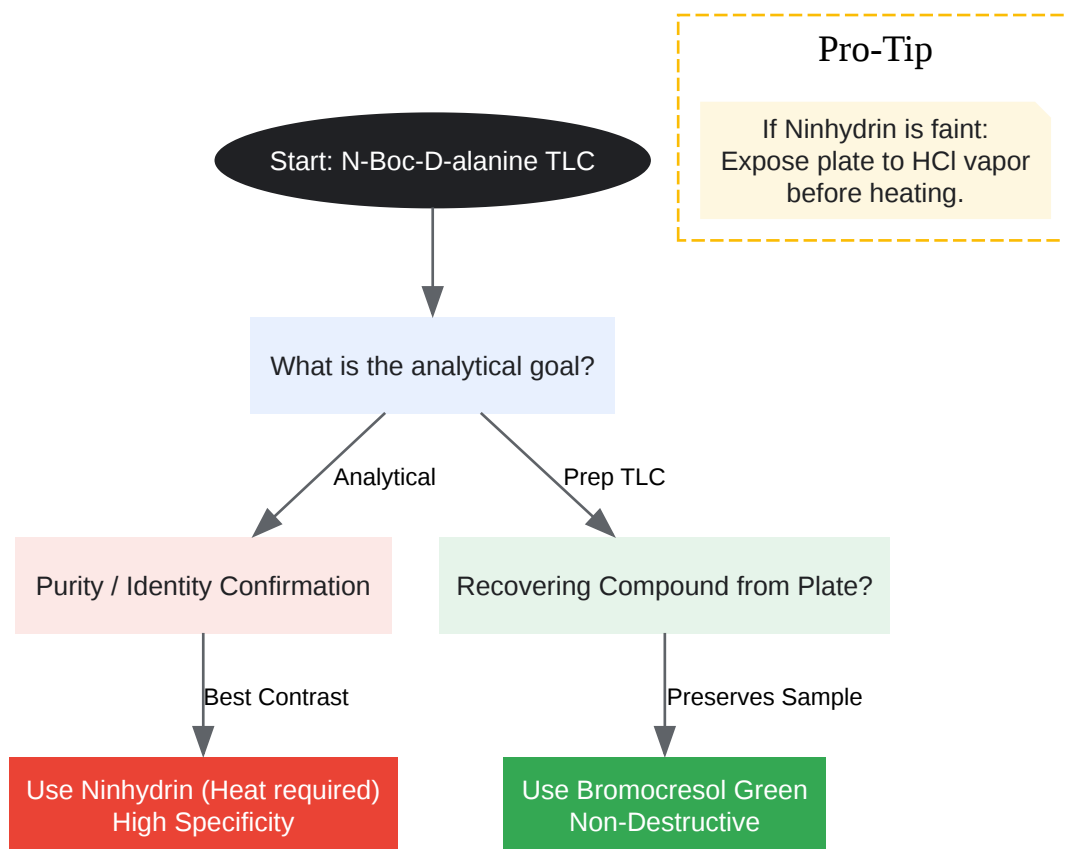 Pro-Tip
If Ninhydrin is faint:
Expose plate to HCl vapor
before heating.
Start: N-Boc-D-alanine TLC
What is the analytical goal?
Analytical
Prep TLC
Purity / Identity Confirmation
Recovering Compound from Plate?
Best Contrast
Preserves Sample
Use Ninhydrin (Heat required)
High Specificity
Use Bromocresol Green
Non-Destructive